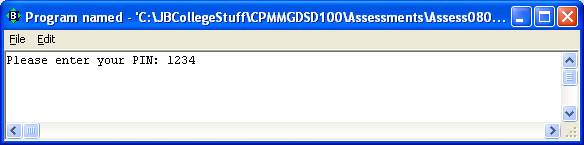 Program named - 'C:\JBCollegeStuff\CPMMGDSD100\Assessments\Assess080...
File Edit
Please enter your PIN: 1234